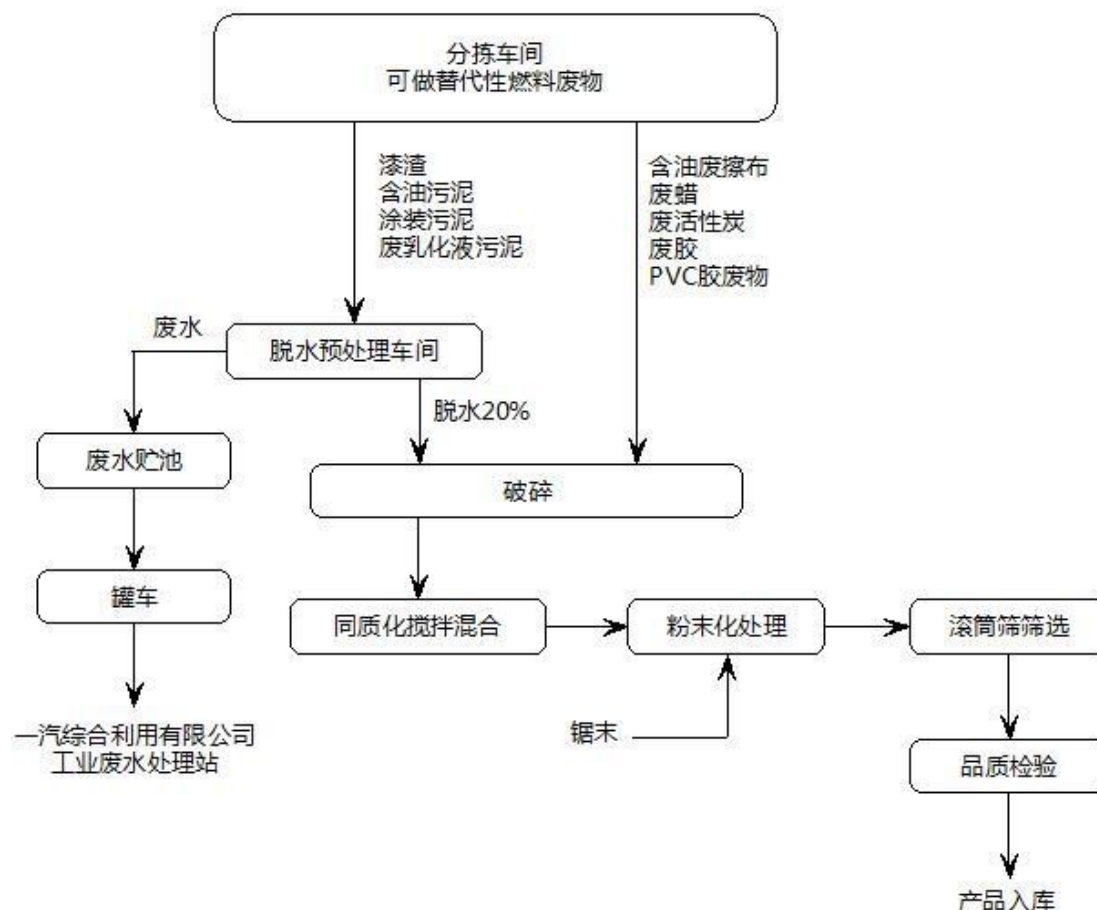 分拣车间
可做替代性燃料废物
漆渣
含油污泥
涂装污泥
废乳化液污泥
含油废擦布
废蜡
废活性炭
废胶
PVC胶废物
废水
脱水预处理车间
脱水20%
废水贮池
破碎
罐车
同质化搅拌混合
粉末化处理
滚筒筛筛选
一汽综合利用有限公司
工业废水处理站
锯末
品质检验
产品入库